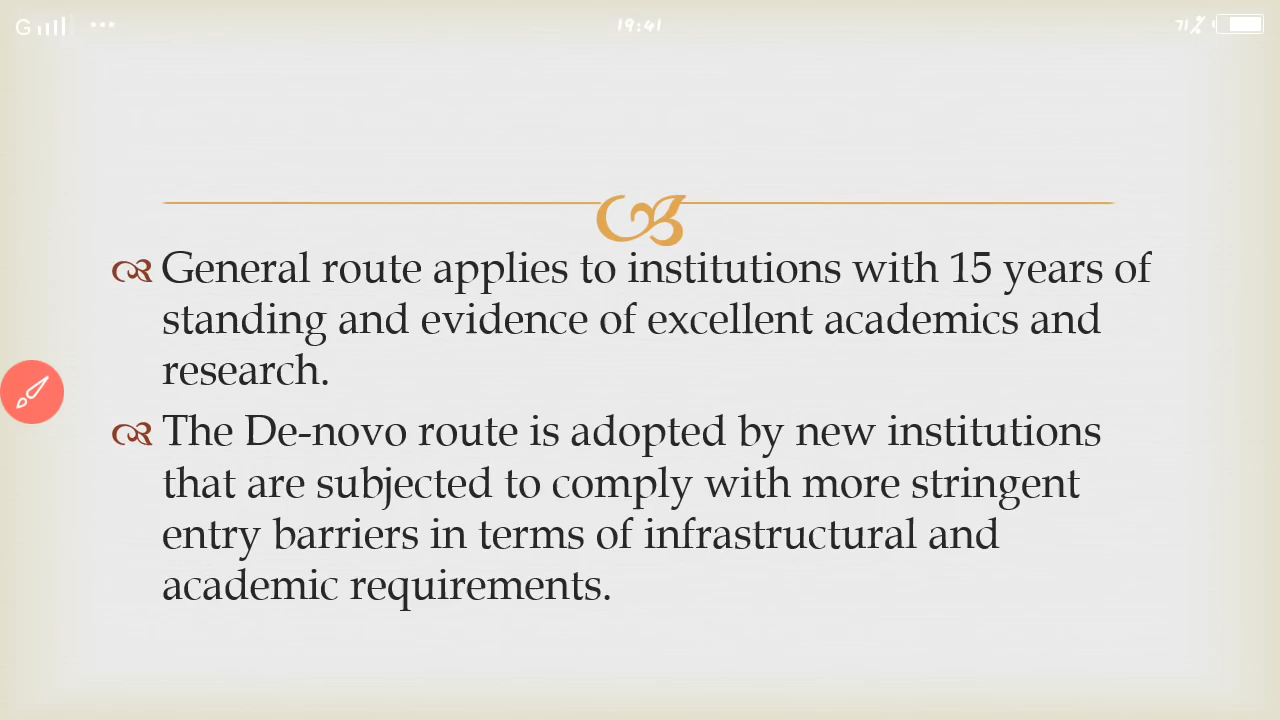 G 19:41 71%
General route applies to institutions with 15 years of
standing and evidence of excellent academics and
research.
The De-novo route is adopted by new institutions
that are subjected to comply with more stringent
entry barriers in terms of infrastructural and
academic requirements.